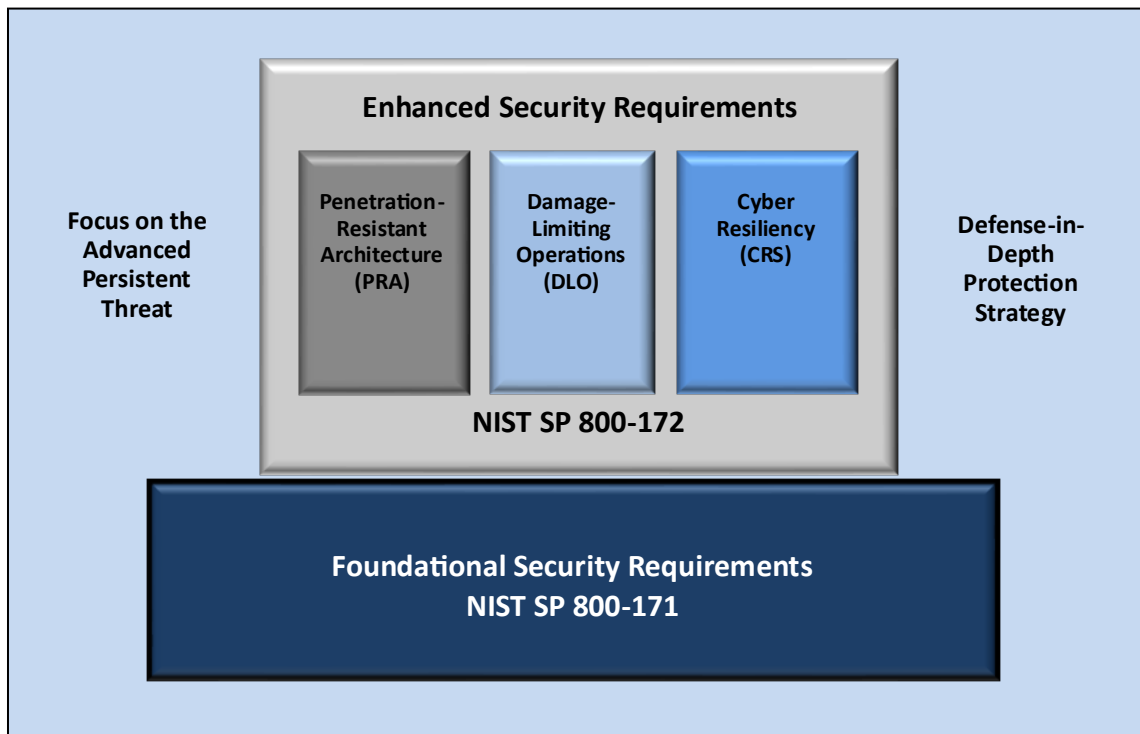 Enhanced Security Requirements
Penetration-
Resistant
Architecture
(PRA)
Damage-
Limiting
Operations
(DLO)
Cyber
Resiliency
(CRS)
NIST SP 800-172
Focus on the
Advanced
Persistent
Threat
Defense-in-
Depth
Protection
Strategy
Foundational Security Requirements
NIST SP 800-171